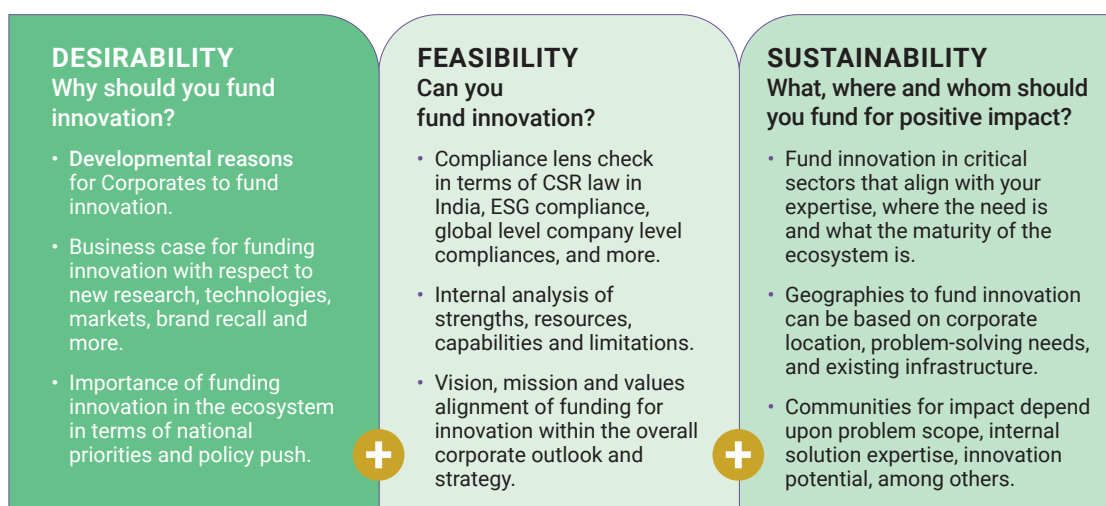 DESIRABILITY
Why should you fund
innovation?
• Developmental reasons
for Corporates to fund
innovation.
• Business case for funding
innovation with respect to
new research, technologies,
markets, brand recall and
more.
• Importance of funding
innovation in the ecosystem
in terms of national
priorities and policy push.
+
FEASIBILITY
Can you
fund innovation?
• Compliance lens check
in terms of CSR law in
India, ESG compliance,
global level company level
compliances, and more.
• Internal analysis of
strengths, resources,
capabilities and limitations.
• Vision, mission and values
alignment of funding for
innovation within the overall
corporate outlook and
strategy.
+
SUSTAINABILITY
What, where and whom should
you fund for positive impact?
• Fund innovation in critical
sectors that align with your
expertise, where the need is
and what the maturity of the
ecosystem is.
• Geographies to fund innovation
can be based on corporate
location, problem-solving needs,
and existing infrastructure.
• Communities for impact depend
upon problem scope, internal
solution expertise, innovation
potential, among others.